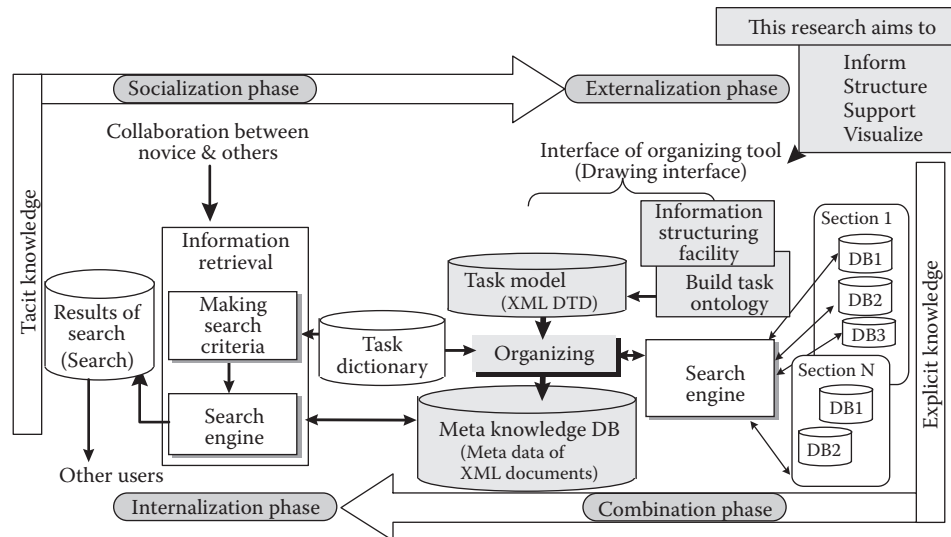 This research aims to
Inform
Structure
Support
Visualize
Socialization phase
Externalization phase
Tacit knowledge
Collaboration between
novice & others
Interface of organizing tool
(Drawing interface)
Information
structuring
facility
Build task
ontology
Section 1
DB1
DB2
DB3
Information
retrieval
Making
search
criteria
Search
engine
Results of
search
(Search)
Other users
Task
dictionary
Task model
(XML DTD)
Organizing
Meta knowledge DB
(Meta data of
XML documents)
Search
engine
Section N
DB1
DB2
Explicit knowledge
Internalization phase
Combination phase